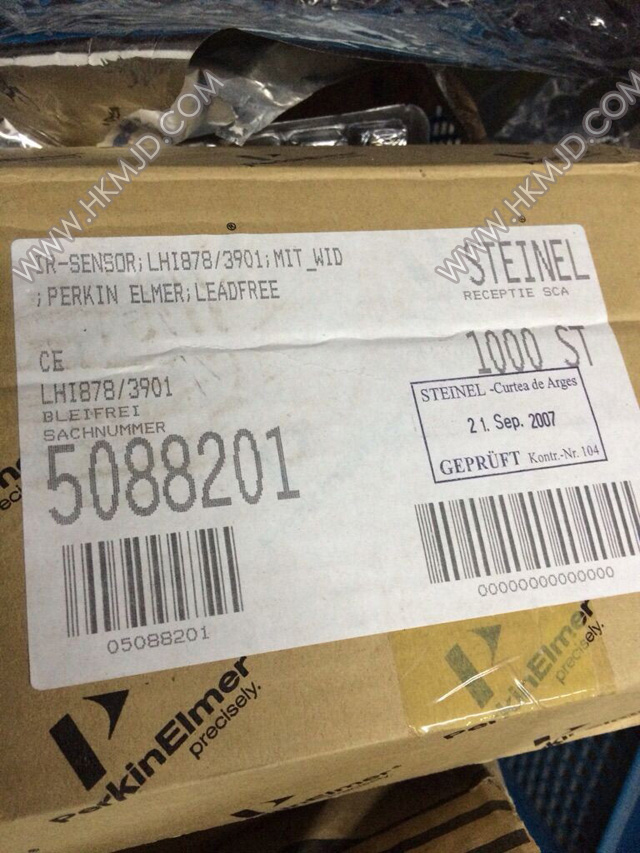 WWW.HKMJD.COM
WWW.HKMJD.COM
IR-SENSOR;LHI878/3901;MIT_WID
;PERKIN ELMER;LEADFREE
STEINEL
RECEPTIE SCA
1000 ST
CE
LHI878/3901
BLEIFREI
SACHNUMMER
5088201
STEINEL -Curtea de Arges
21. Sep. 2007
GEPRÜFT Kontr.-Nr. 104
05088201
00000000000000
PerkinElmer
precisely.
PerkinElmer
precisely.